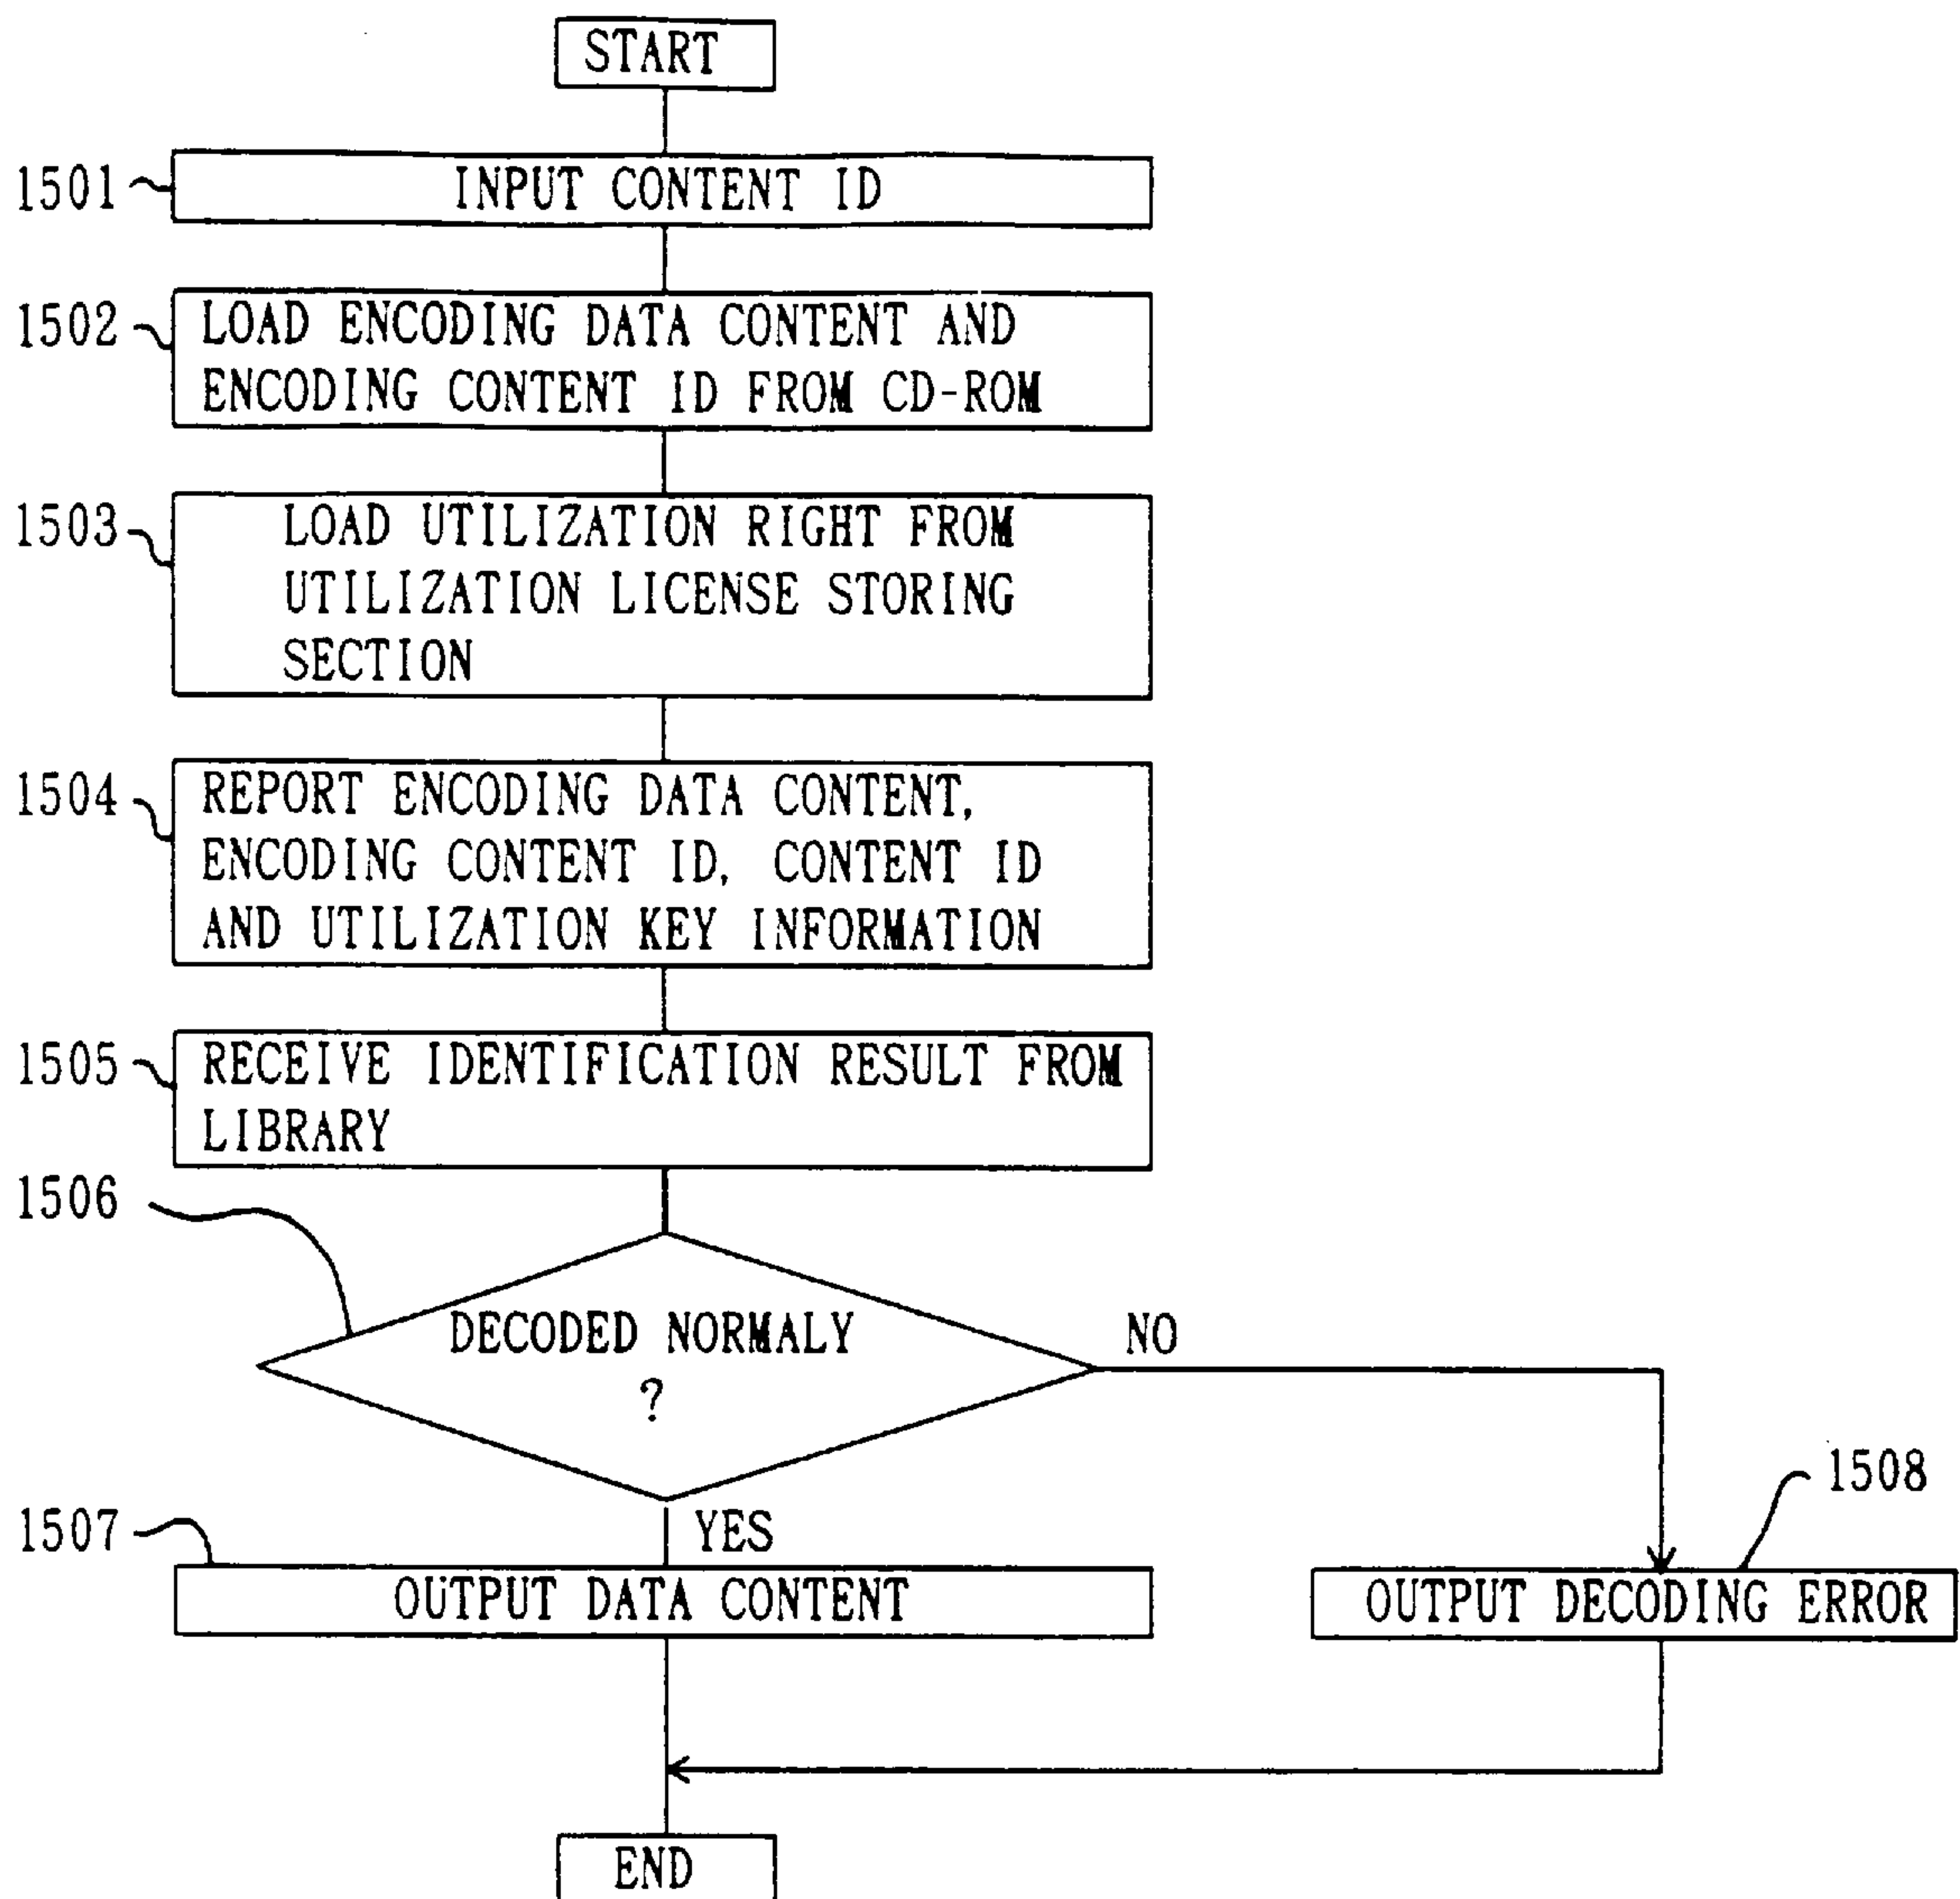 START
1501
INPUT CONTENT ID
1502
LOAD ENCODING DATA CONTENT AND
ENCODING CONTENT ID FROM CD-ROM
1503
LOAD UTILIZATION RIGHT FROM
UTILIZATION LICENSE STORING
SECTION
1504
REPORT ENCODING DATA CONTENT,
ENCODING CONTENT ID, CONTENT ID
AND UTILIZATION KEY INFORMATION
1505
RECEIVE IDENTIFICATION RESULT FROM
LIBRARY
1506
DECODED NORMALY
?
NO
YES
1507
OUTPUT DATA CONTENT
1508
OUTPUT DECODING ERROR
END